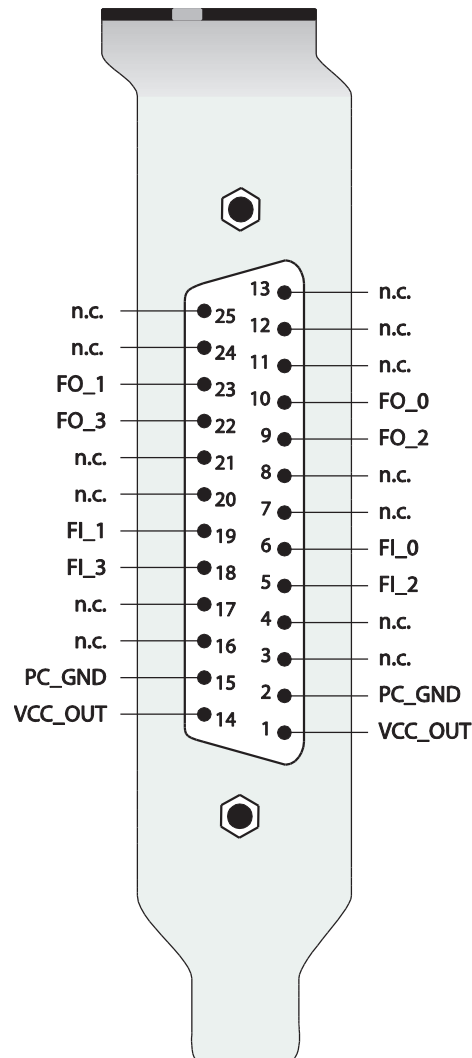 13 n.c.
n.c. 25
12 n.c.
n.c. 24
11 n.c.
FO_1 23
10 FO_0
FO_3 22
9 FO_2
n.c. 21
8 n.c.
n.c. 20
7 n.c.
FI_1 19
6 FI_0
FI_3 18
5 FI_2
n.c. 17
4 n.c.
n.c. 16
3 n.c.
PC_GND 15
2 PC_GND
VCC_OUT 14
1 VCC_OUT